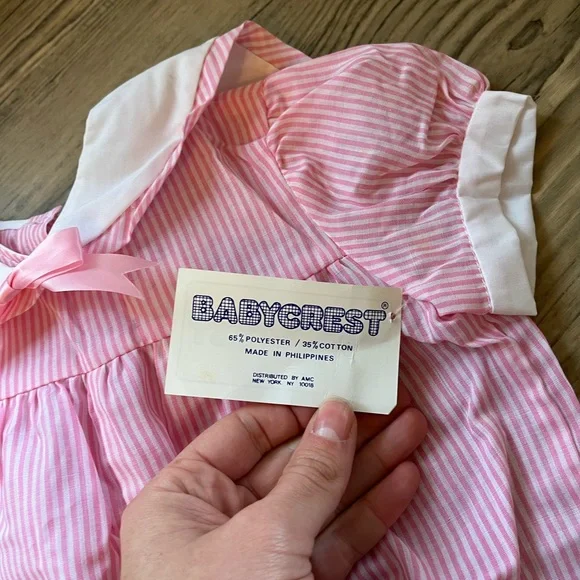 BABYCREST®
65% POLYESTER / 35% COTTON
MADE IN PHILIPPINES
DISTRIBUTED BY AMC
NEW YORK, NY 10018